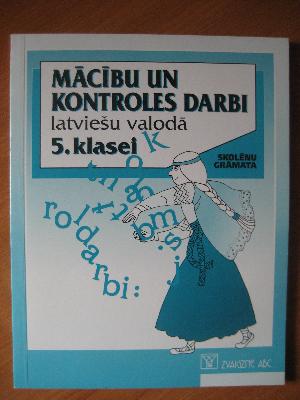 MĀCĪBU UN
KONTROLES DARBI
latviešu valodā
5. klasei
SKOLĒNU
GRĀMATA
roldarbi:
ZVAIGZNE ABC